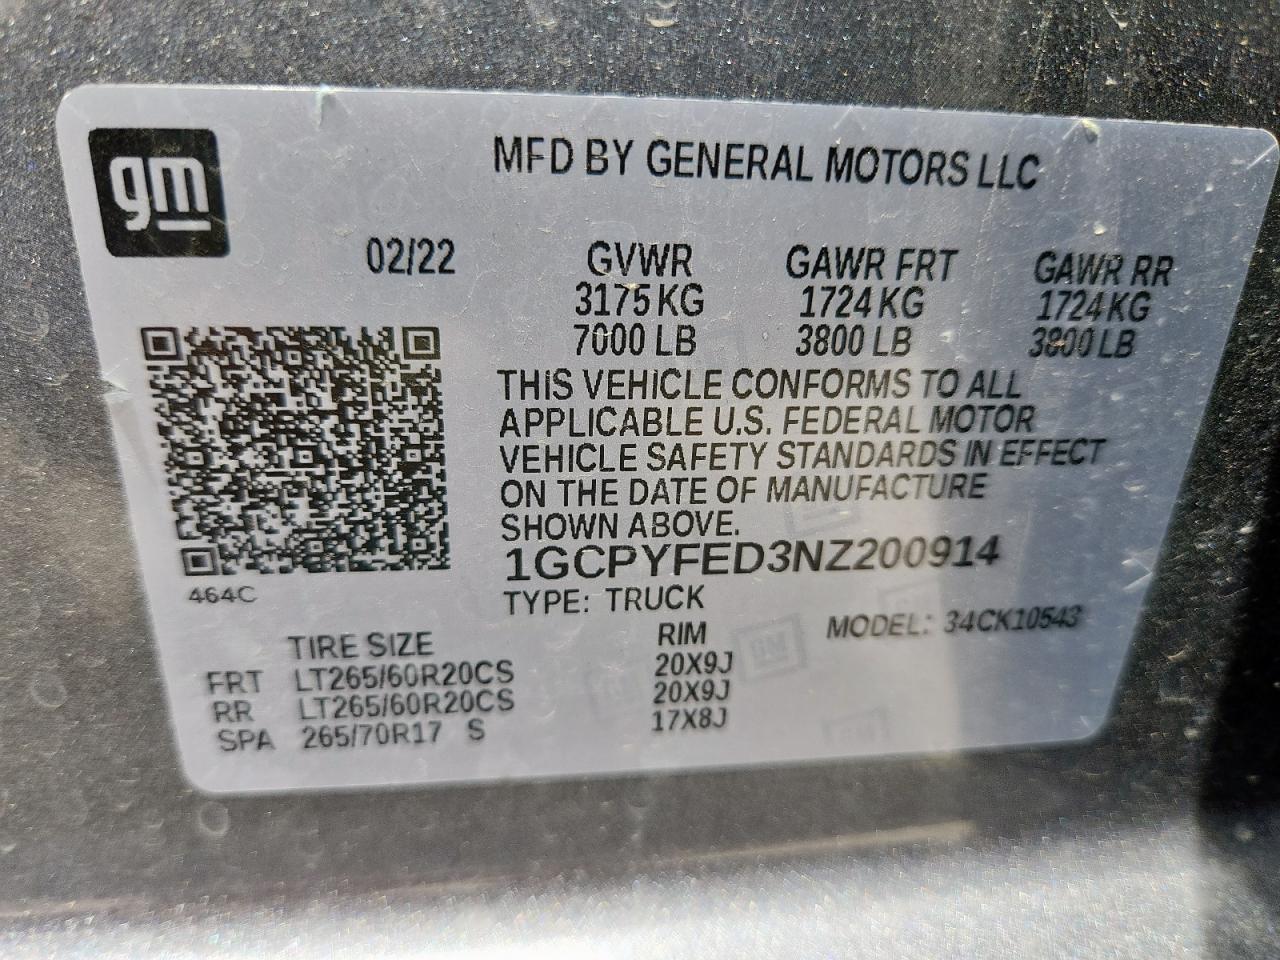 gm
MFD BY GENERAL MOTORS LLC
02/22 GVWR GAWR FRT GAWR RR
3175 KG 1724 KG 1724 KG
7000 LB 3800 LB 3800 LB
THIS VEHICLE CONFORMS TO ALL
APPLICABLE U.S. FEDERAL MOTOR
VEHICLE SAFETY STANDARDS IN EFFECT
ON THE DATE OF MANUFACTURE
SHOWN ABOVE.
1GCPYFED3NZ200914
464C
TYPE: TRUCK MODEL: 34CK10543
TIRE SIZE RIM
FRT LT265/60R20CS 20X9J
RR LT265/60R20CS 20X9J
SPA 265/70R17 S 17X8J
GM